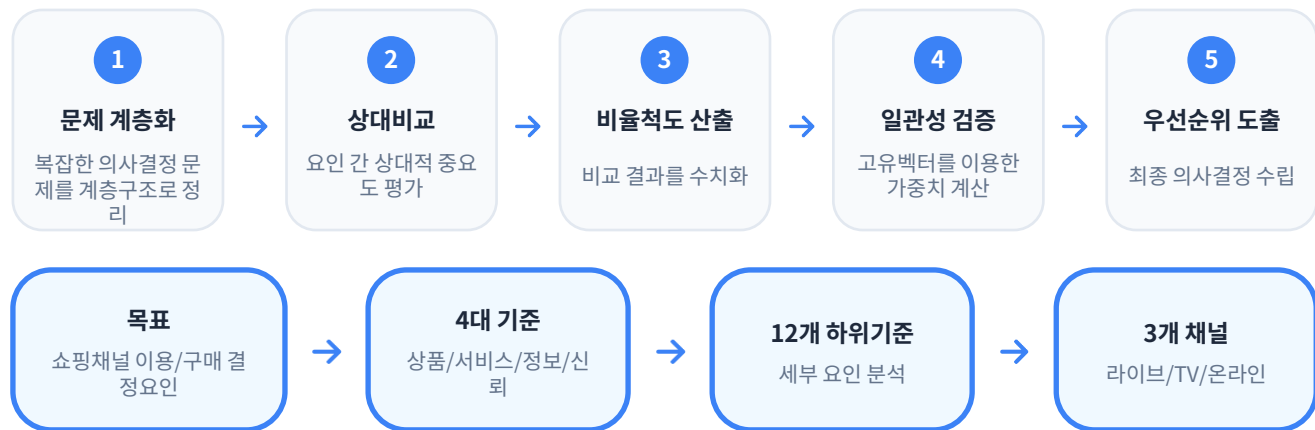 1
문제 계층화
복잡한 의사결정 문
제를 계층구조로 정
리
2
상대비교
요인 간 상대적 중요
도 평가
3
비율척도 산출
비교 결과를 수치화
4
일관성 검증
고유벡터를 이용한
가중치 계산
5
우선순위 도출
최종 의사결정 수립
목표
쇼핑채널 이용/구매 결
정요인
4대 기준
상품/서비스/정보/신
뢰
12개 하위기준
세부 요인 분석
3개 채널
라이브/TV/온라인